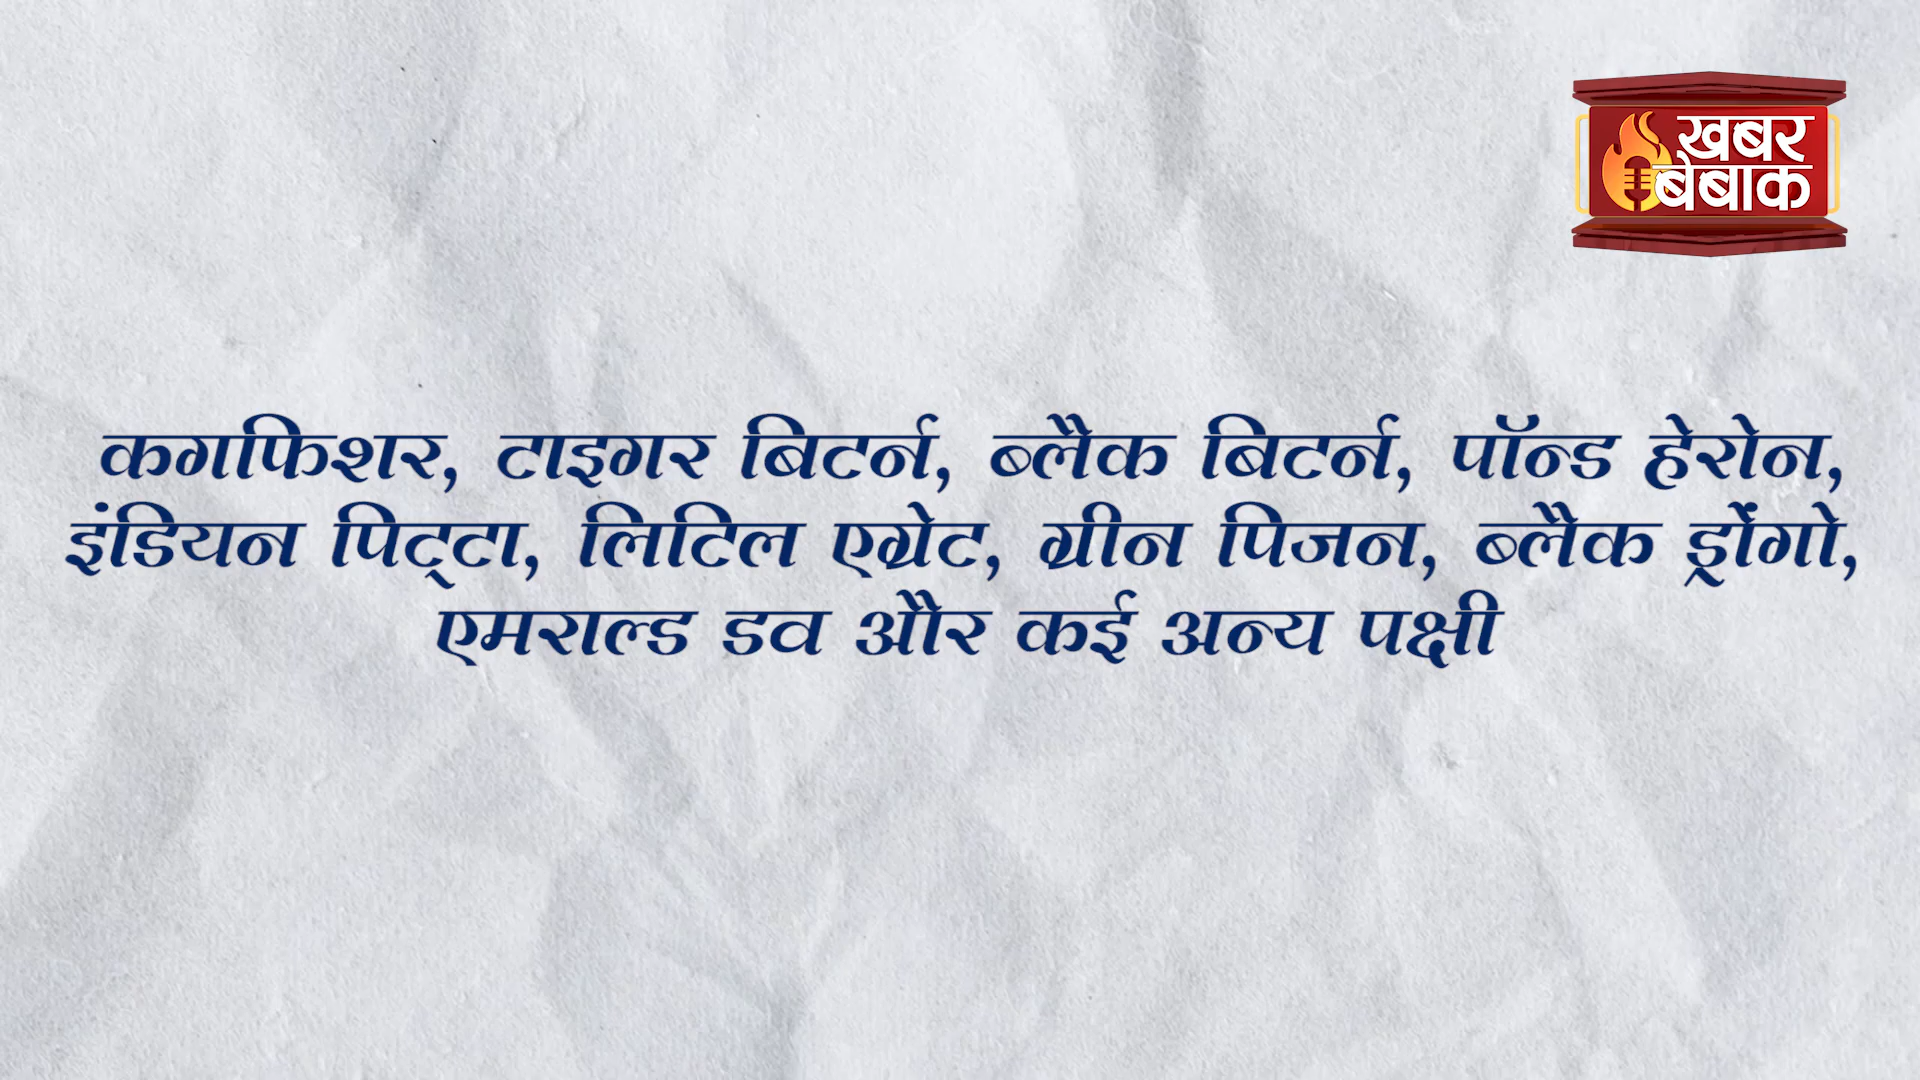 खबर
बेबाक
कगफिशर, टाइगर बिटर्न, ब्लैक बिटर्न, पॉन्ड हेरोन,
इंडियन पिट्टा, लिटिल एग्रेट, ग्रीन पिजन, ब्लैक ड्रोंगो,
एमराल्ड डव और कई अन्य पक्षी